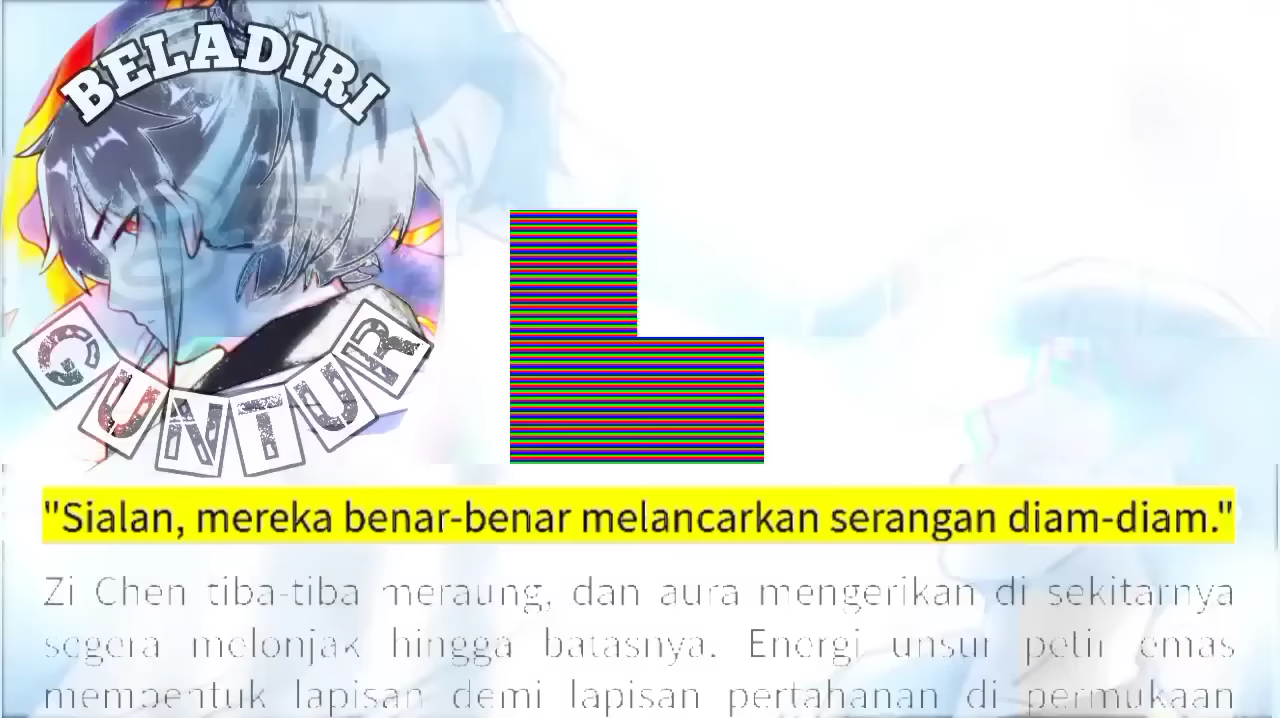 BELADIRI
GUNTUR
"Sialan, mereka benar-benar melancarkan serangan diam-diam."
Zi Chen tiba-tiba meraung, dan aura mengerikan di sekitarnya
segera melonjak hingga batasnya. Energi unsur petir emas
membentuk lapisan demi lapisan pertahanan di permukaan